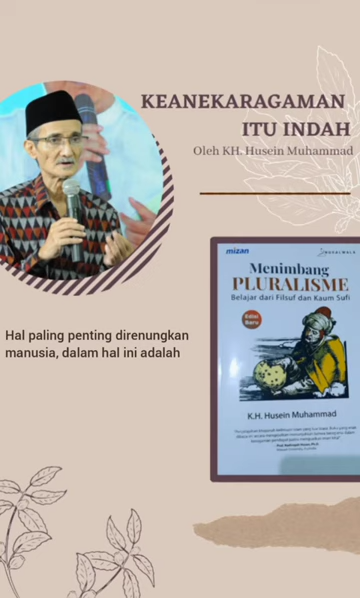 KEANEKARAGAMAN
ITU INDAH
Oleh KH. Husein Muhammad
mizan
Menimbang
PLURALISME
Belajar dari Filsuf dan Kaum Sufi
Edisi
Baru
K.H. Husein Muhammad
Hal paling penting direnungkan
manusia, dalam hal ini adalah